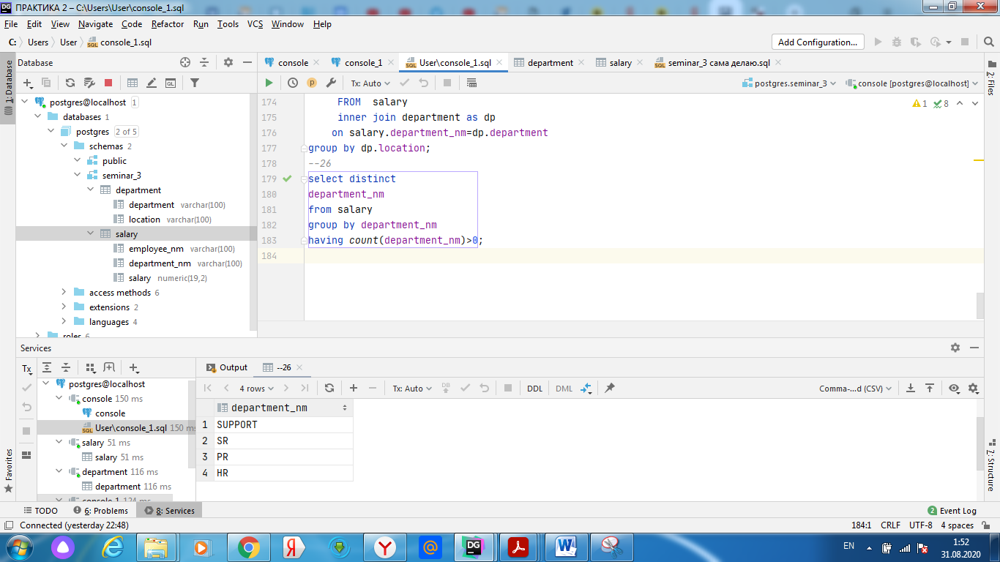 ПРАКТИКА 2 – C:\Users\User\console_1.sql
File Edit View Navigate Code Refactor Run Tools VCS Window Help
C: Users User console_1.sql
Add Configuration...
Database
console console_1 User\console_1.sql department salary seminar_3 сама делаю.sql
Tx: Auto
postgres.seminar_3 console [postgres@localhost]
1: Database
2: Files
postgres@localhost 1
databases 1
postgres 2 of 5
schemas 2
public
seminar_3
department
department varchar(100)
location varchar(100)
salary
employee_nm varchar(100)
department_nm varchar(100)
salary numeric(19,2)
access methods 6
extensions 2
languages 4
roles 6
1 8
174 FROM salary
175 inner join department as dp
176 on salary.department_nm=dp.department
177 group by dp.location;
178 --26
179 select distinct
180 department_nm
181 from salary
182 group by department_nm
183 having count(department_nm)>0;
184
Services
Tx
postgres@localhost
console 150 ms
console
User\console_1.sql 150 ms
salary 51 ms
salary 51 ms
department 116 ms
department 116 ms
console_1 124 ms
Output --26
4 rows
Tx: Auto
DB
DDL DML
Comma-...d (CSV)
department_nm
1 SUPPORT
2 SR
3 PR
4 HR
Favorites
7: Structure
TODO 6: Problems 8: Services
2 Event Log
Connected (yesterday 22:48)
184:1 CRLF UTF-8 4 spaces
EN
1:52
31.08.2020